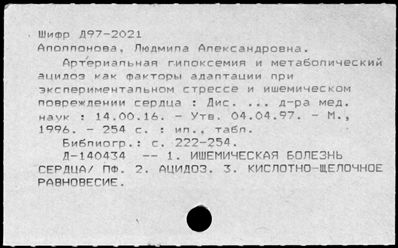 Шифр Д97-2021
Аполлонова, Людмила Александровна.
Артериальная гипоксемия и метаболический
ацидоз как факторы адаптации при
экспериментальном стрессе и ишемическом
повреждении сердца : Дис. ... д-ра мед.
наук : 14.00.16. - Утв. 04.04.97. - М.,
1996. - 254 с. : ил., табл.
Библиогр.: с. 222-254.
Д-140434 -- 1. ИШЕМИЧЕСКАЯ БОЛЕЗНЬ
СЕРДЦА/ ПФ. 2. АЦИДОЗ. 3. КИСЛОТНО-ЩЕЛОЧНОЕ
РАВНОВЕСИЕ.